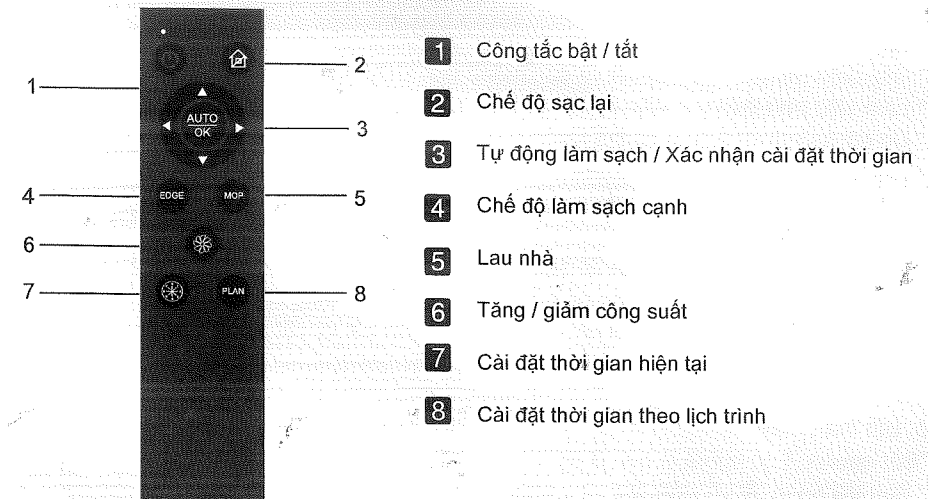 1
2
AUTO
OK
3
4
EDGE
MOP
5
6
7
PLAN
8
1 Công tắc bật / tắt
2 Chế độ sạc lại
3 Tự động làm sạch / Xác nhận cài đặt thời gian
4 Chế độ làm sạch cạnh
5 Lau nhà
6 Tăng / giảm công suất
7 Cài đặt thời gian hiện tại
8 Cài đặt thời gian theo lịch trình